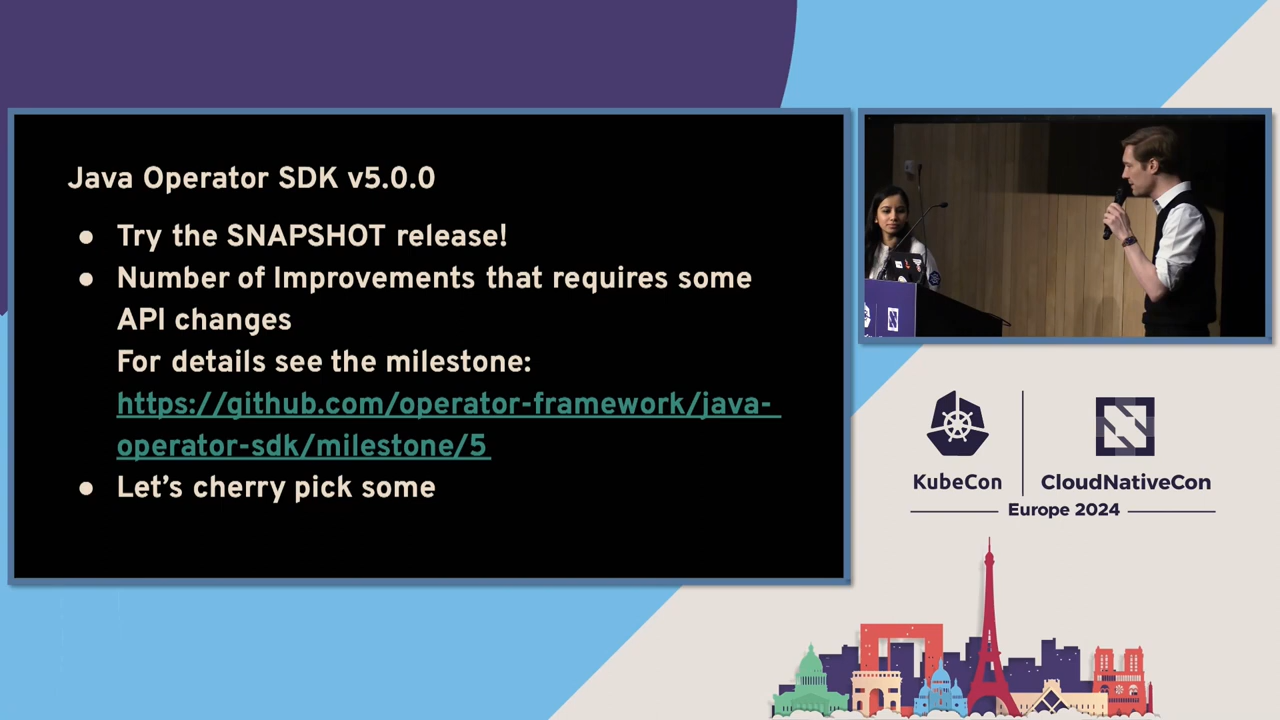 Java Operator SDK v5.0.0
● Try the SNAPSHOT release!
● Number of Improvements that requires some
API changes
For details see the milestone:
https://github.com/operator-framework/java-
operator-sdk/milestone/5
● Let's cherry pick some
KubeCon
CloudNativeCon
Europe 2024